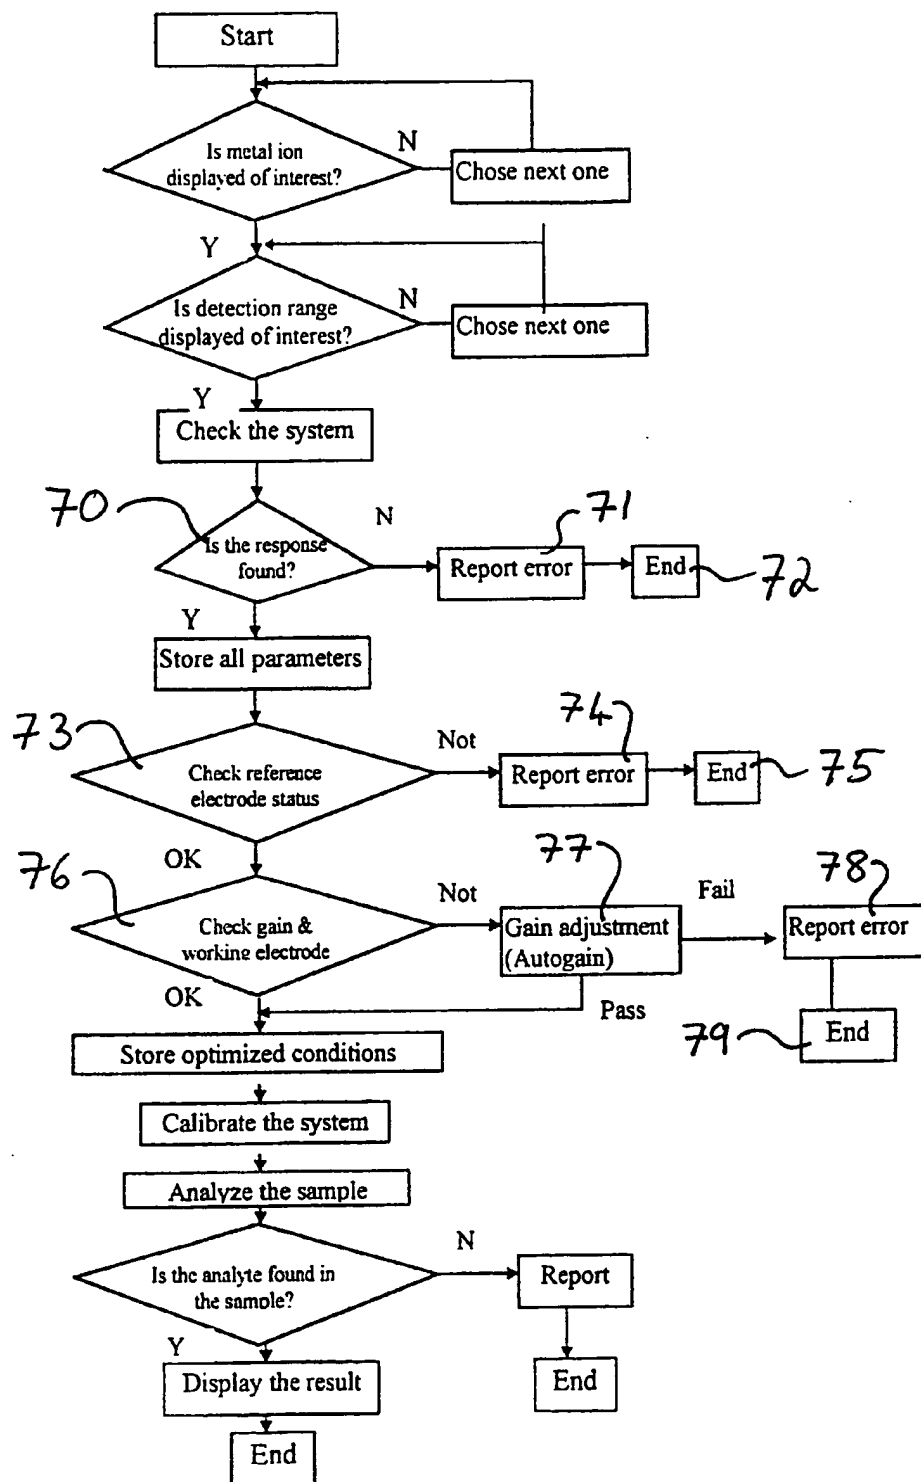 Start
Is metal ion
displayed of interest?
N
Chose next one
Y
Is detection range
displayed of interest?
N
Chose next one
Y
Check the system
70
Is the response
found?
N
71
Report error
End
72
Y
Store all parameters
73
Check reference
electrode status
Not
74
Report error
End
75
OK
76
Check gain &
working electrode
Not
77
Gain adjustment
(Autogain)
Fail
78
Report error
79
End
OK
Pass
Store optimized conditions
Calibrate the system
Analyze the sample
Is the analyte found in
the sample?
N
Report
End
Y
Display the result
End